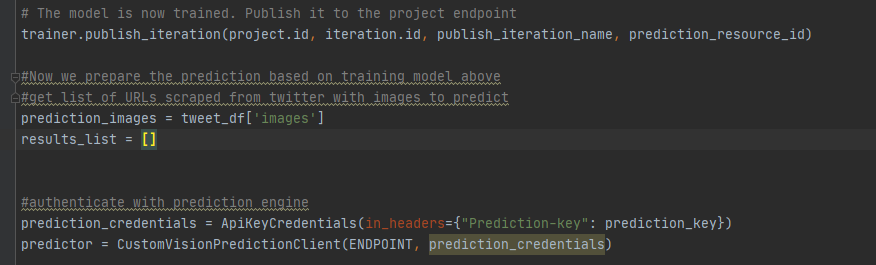 # The model is now trained. Publish it to the project endpoint
trainer.publish_iteration(project.id, iteration.id, publish_iteration_name, prediction_resource_id)
#Now we prepare the prediction based on training model above
#get list of URLs scraped from twitter with images to predict
prediction_images = tweet_df['images']
results_list = []
#authenticate with prediction engine
prediction_credentials = ApiKeyCredentials(in_headers={"Prediction-key": prediction_key})
predictor = CustomVisionPredictionClient(ENDPOINT, prediction_credentials)